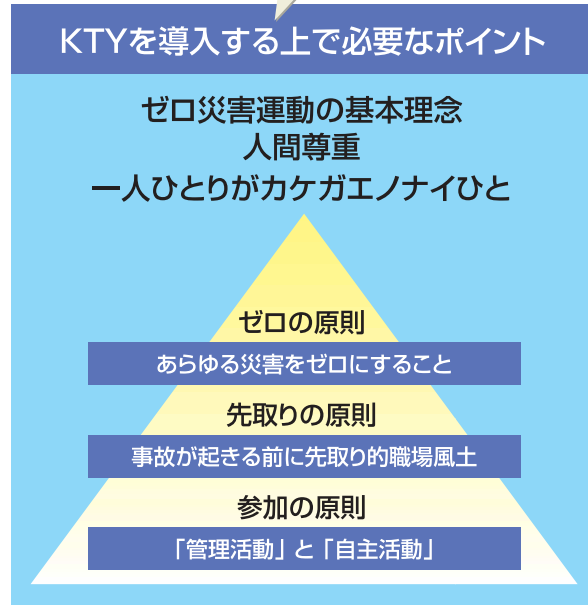 KTYを導入する上で必要なポイント
ゼロ災害運動の基本理念
人間尊重
一人ひとりがカケガエノナイひと
ゼロの原則
あらゆる災害をゼロにすること
先取りの原則
事故が起きる前に先取り的職場風土
参加の原則
「管理活動」と「自主活動」